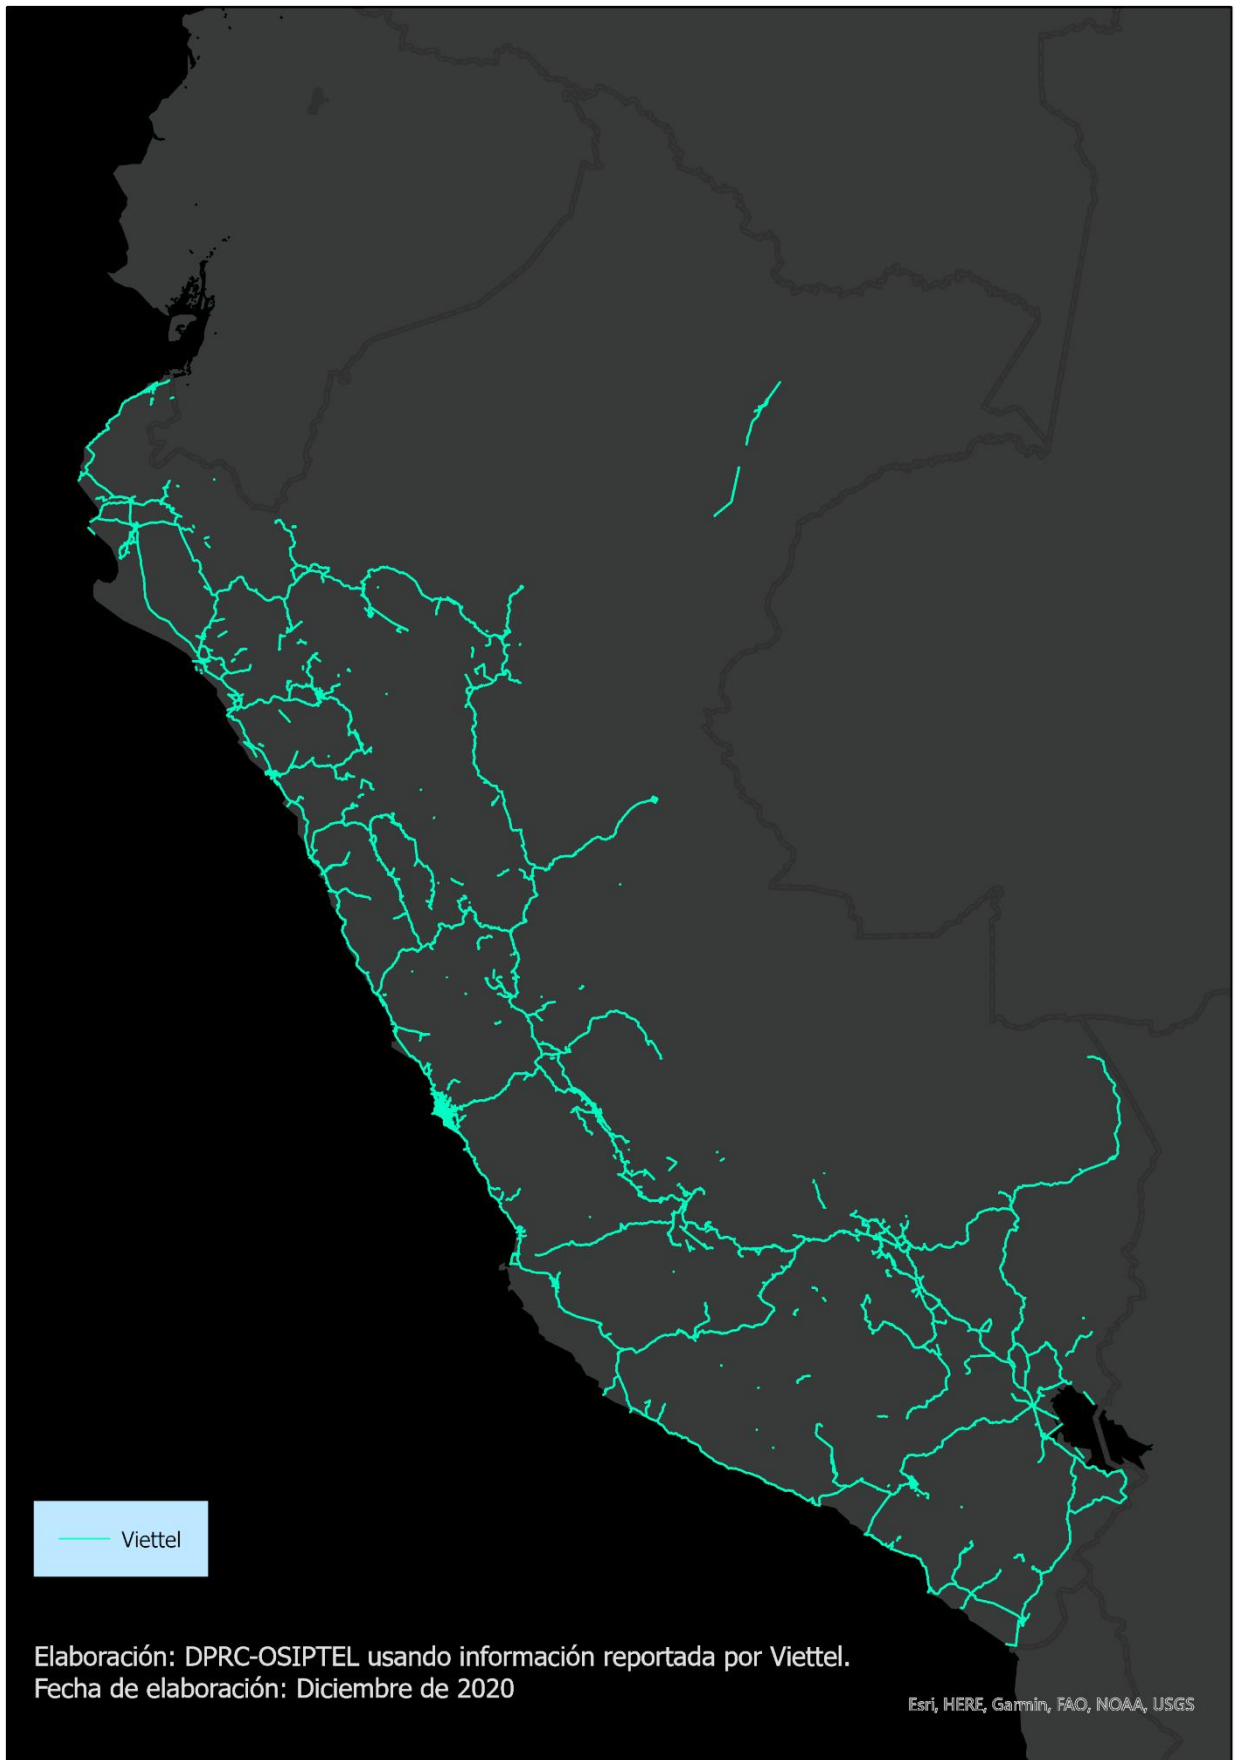 Viettel
Elaboración: DPRC-OSIPTEL usando información reportada por Viettel.
Fecha de elaboración: Diciembre de 2020
Esri, HERE, Garmin, FAO, NOAA, USGS